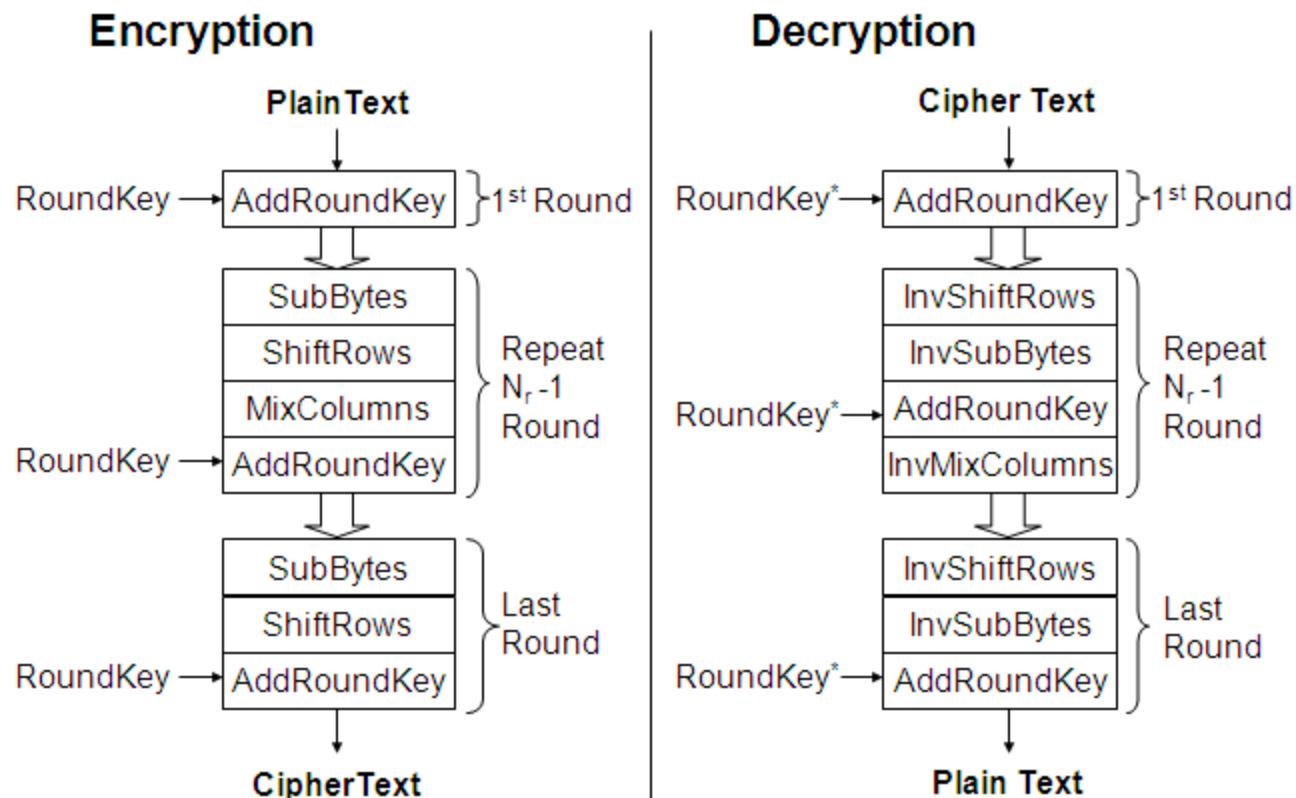 Encryption
PlainText
RoundKey
AddRoundKey
1st Round
SubBytes
ShiftRows
MixColumns
RoundKey
AddRoundKey
Repeat
Nr -1
Round
SubBytes
ShiftRows
RoundKey
AddRoundKey
Last
Round
CipherText
Decryption
Cipher Text
RoundKey*
AddRoundKey
1st Round
InvShiftRows
InvSubBytes
RoundKey*
AddRoundKey
InvMixColumns
Repeat
Nr -1
Round
InvShiftRows
InvSubBytes
RoundKey*
AddRoundKey
Last
Round
Plain Text